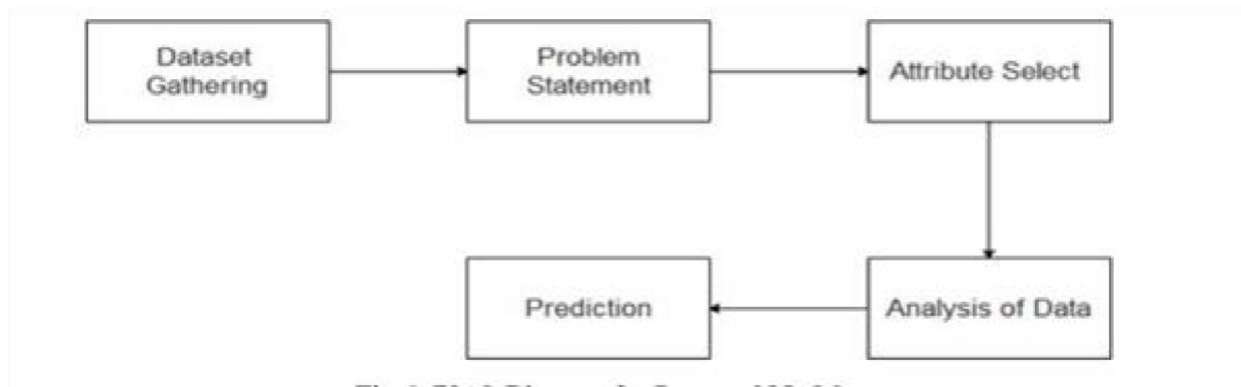 Dataset
Gathering
Problem
Statement
Attribute Select
Analysis of Data
Prediction